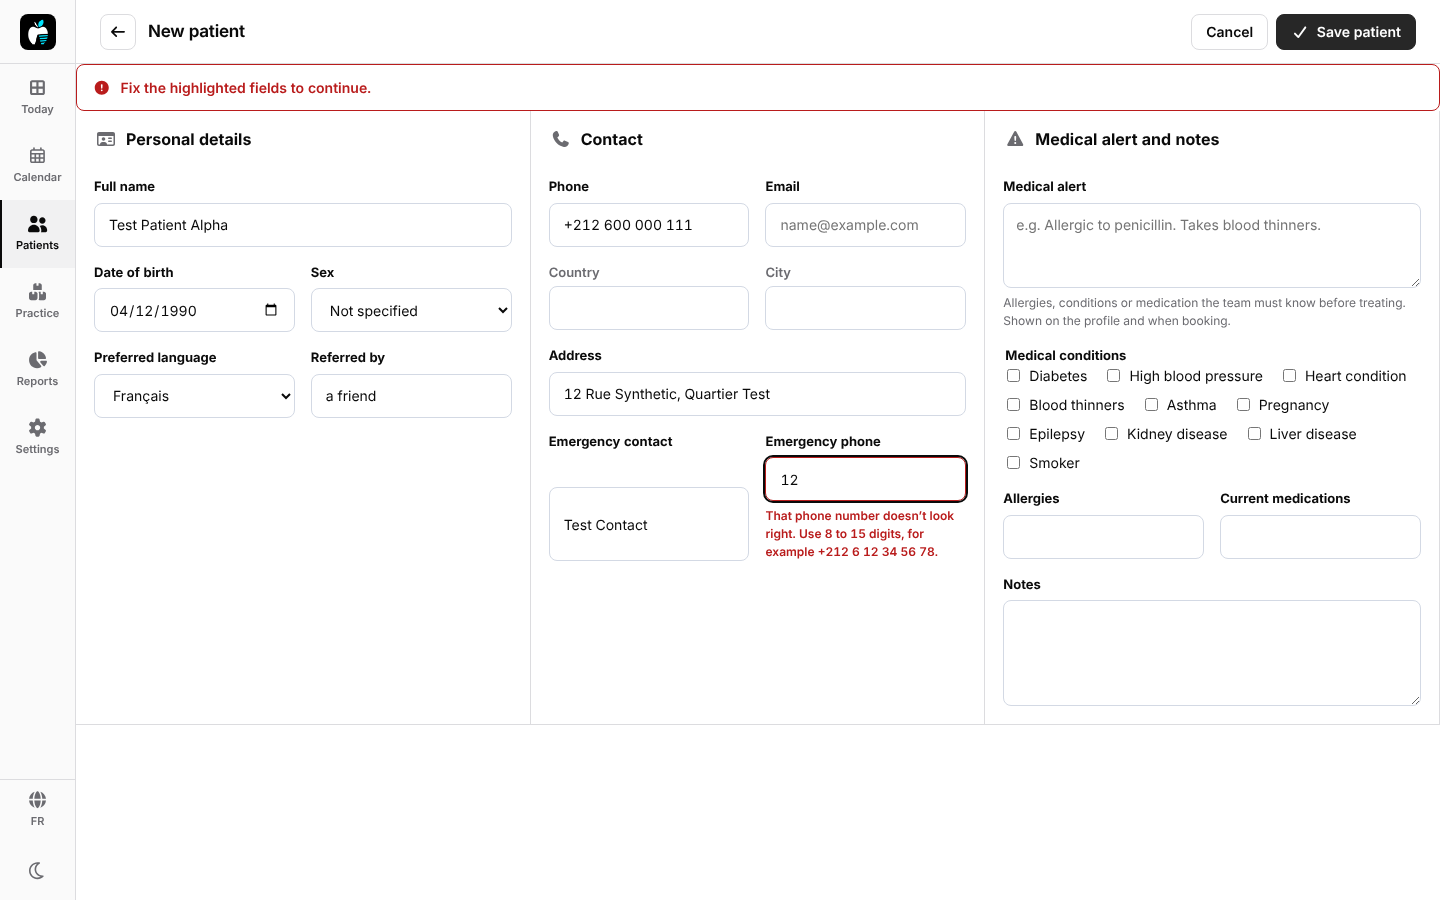 New patient
Cancel
Save patient
Fix the highlighted fields to continue.
Today
Calendar
Patients
Practice
Reports
Settings
FR
Personal details
Full name
Test Patient Alpha
Date of birth
Sex
04/12/1990
Not specified
Preferred language
Referred by
Français
a friend
Contact
Phone
Email
+212 600 000 111
name@example.com
Country
City
Address
12 Rue Synthetic, Quartier Test
Emergency contact
Emergency phone
Test Contact
12
That phone number doesn’t look
right. Use 8 to 15 digits, for
example +212 6 12 34 56 78.
Medical alert and notes
Medical alert
e.g. Allergic to penicillin. Takes blood thinners.
Allergies, conditions or medication the team must know before treating.
Shown on the profile and when booking.
Medical conditions
Diabetes
High blood pressure
Heart condition
Blood thinners
Asthma
Pregnancy
Epilepsy
Kidney disease
Liver disease
Smoker
Allergies
Current medications
Notes